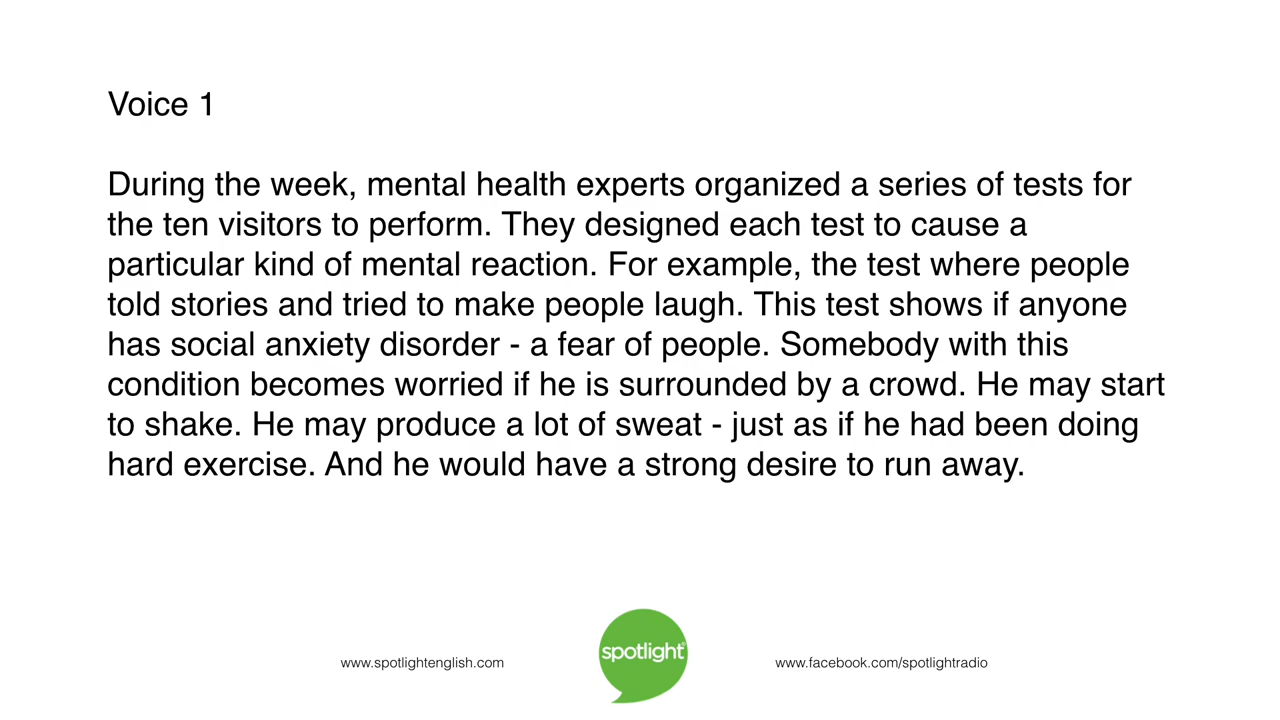 Voice 1
During the week, mental health experts organized a series of tests for
the ten visitors to perform. They designed each test to cause a
particular kind of mental reaction. For example, the test where people
told stories and tried to make people laugh. This test shows if anyone
has social anxiety disorder - a fear of people. Somebody with this
condition becomes worried if he is surrounded by a crowd. He may start
to shake. He may produce a lot of sweat - just as if he had been doing
hard exercise. And he would have a strong desire to run away.
www.spotlightenglish.com
spotlight®
www.facebook.com/spotlightradio